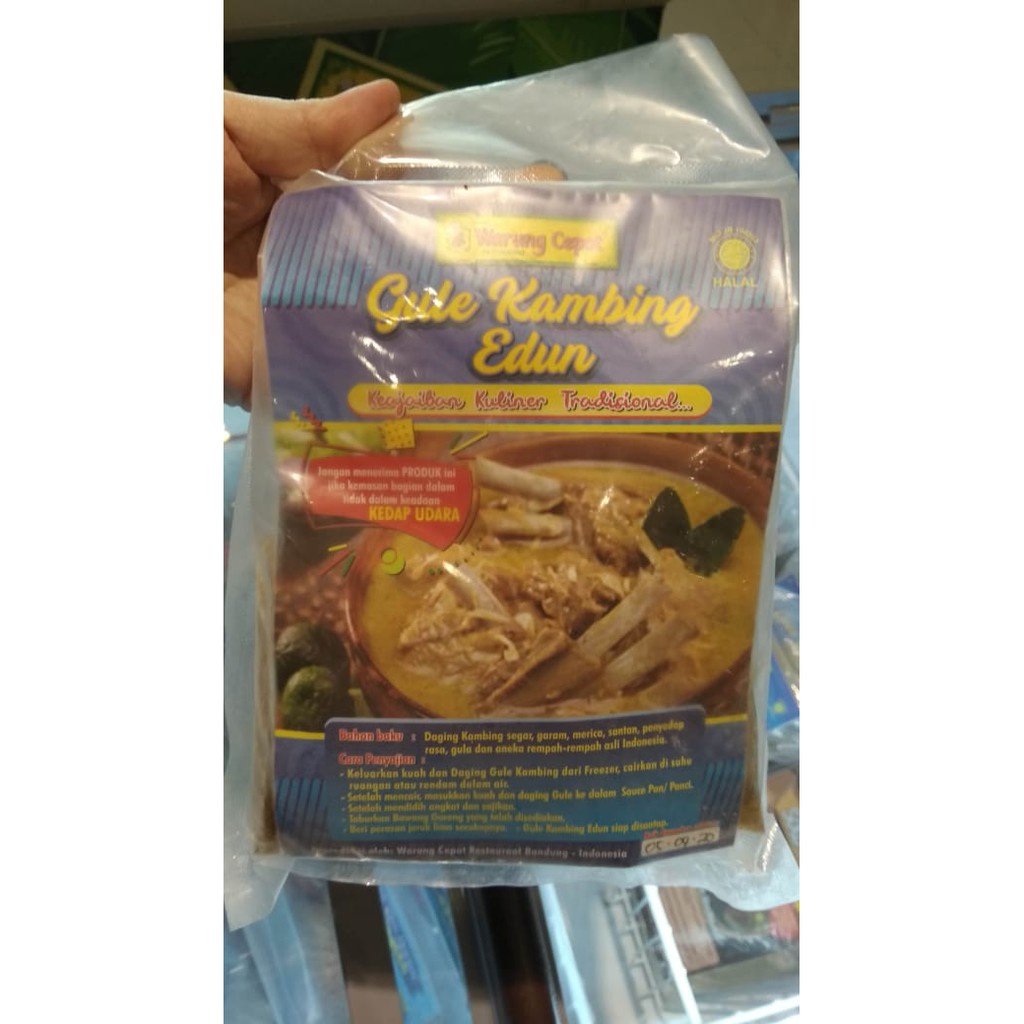 Warung Cepot
HALAL
Gule Kambing
Edun
Keajaiban Kuliner Tradisional...
Jangan menerima PRODUK ini
jika kemasan bagian dalam
tidak dalam keadaan
KEDAP UDARA
Bahan baku : Daging Kambing segar, garam, merica, santan, penyedap
rasa, gula dan aneka rempah-rempah asli Indonesia.
Cara Penyajian :
- Keluarkan kuah dan Daging Gule Kambing dari Freezer, cairkan di suhu
ruangan atau rendam dalam air.
- Setelah mencair, masukkan kuah dan daging Gule ke dalam Sauce Pan/ Panci.
- Setelah mendidih angkat dan sajikan.
- Taburkan Bawang Goreng yang telah disediakan.
- Beri perasan jeruk limo secukupnya. - Gule Kambing Edun siap disantap.
oleh: Warung Cepot Restaurant Bandung - Indonesia
05-09-20